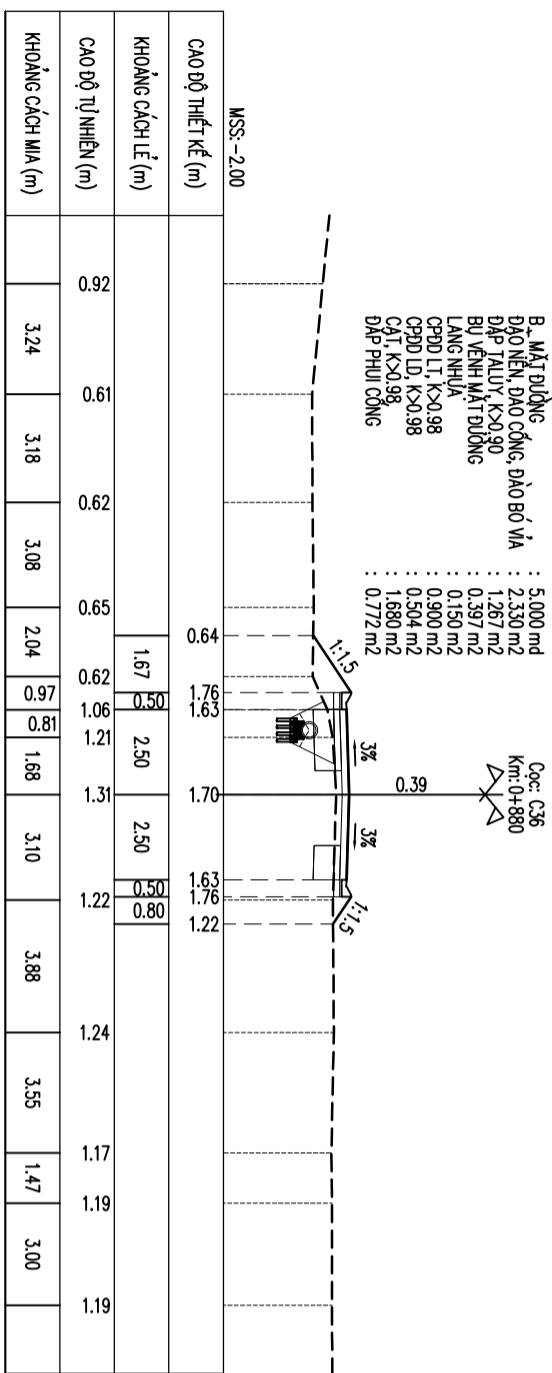 Cọc: C36
Km: 0+880
B_ MẶT ĐƯỜNG : 5.000 md
ĐÀO NỀN, ĐÀO CỐNG, ĐÀO BÓ VỈA : 2.330 m2
ĐẮP TALUY, K>0.90 : 1.267 m2
BÙ VÊNH MẶT ĐƯỜNG : 0.397 m2
LÁNG NHỰA : 0.150 m2
CPĐD LT, K>0.98 : 0.900 m2
CPĐD LD, K>0.98 : 0.504 m2
CÁT, K>0.98 : 1.680 m2
ĐẮP PHUI CỐNG : 0.772 m2
0.39
3% 3%
1:1.5 1:1.5
MSS: -2.00
CAO ĐỘ THIẾT KẾ (m) 0.64 1.76 1.63 1.70 1.63 1.76 1.22
KHOẢNG CÁCH LẺ (m) 1.67 0.50 2.50 2.50 0.50 0.80
CAO ĐỘ TỰ NHIÊN (m) 0.92 0.61 0.62 0.65 0.62 1.06 1.21 1.31 1.22 1.24 1.17 1.19 1.19
KHOẢNG CÁCH MIA (m) 3.24 3.18 3.08 2.04 0.97 0.81 1.68 3.10 3.88 3.55 1.47 3.00